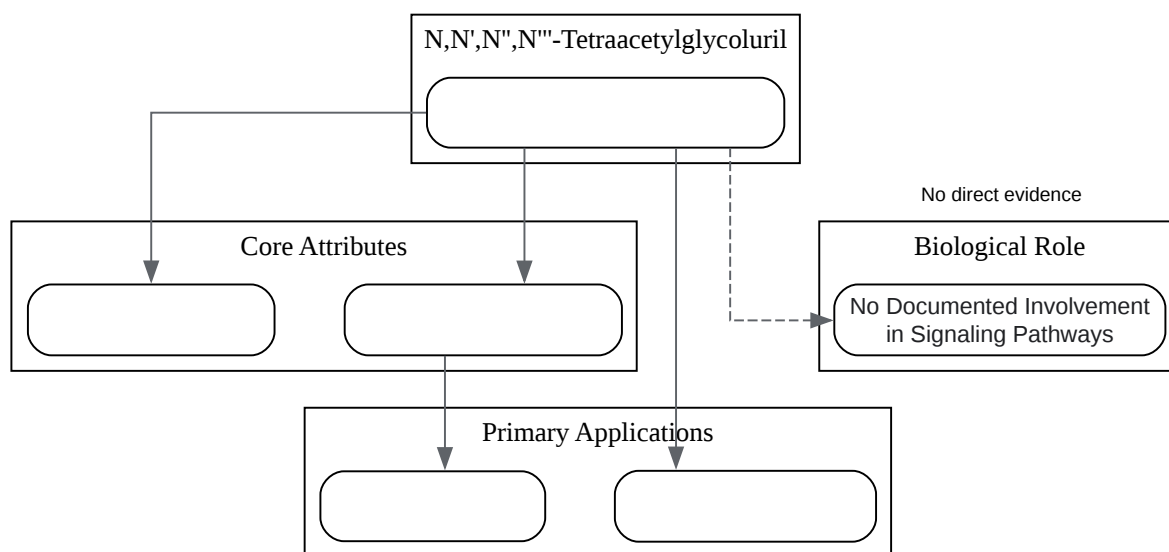 N,N',N'',N'''-Tetraacetylglycoluril
No direct evidence
Core Attributes
Biological Role
No Documented Involvement
in Signaling Pathways
Primary Applications